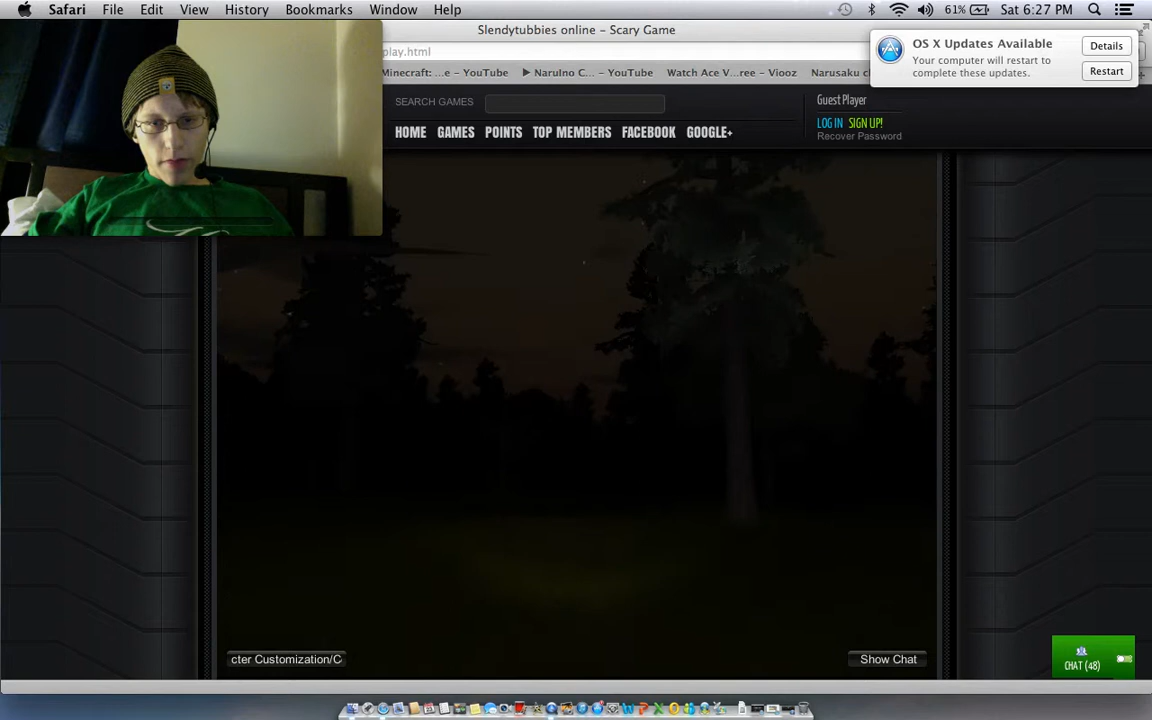 Safari File Edit View History Bookmarks Window Help 61% Sat 6:27 PM
Slendytubbies online – Scary Game
play.html
Minecraft: ...e – YouTube ▶ NaruIno C... – YouTube Watch Ace V...ree – Viooz Narusaku
OS X Updates Available
Your computer will restart to
complete these updates.
Details
Restart
SEARCH GAMES
Guest Player
LOG IN SIGN UP!
Recover Password
HOME GAMES POINTS TOP MEMBERS FACEBOOK GOOGLE+
cter Customization/C
Show Chat
CHAT (48)